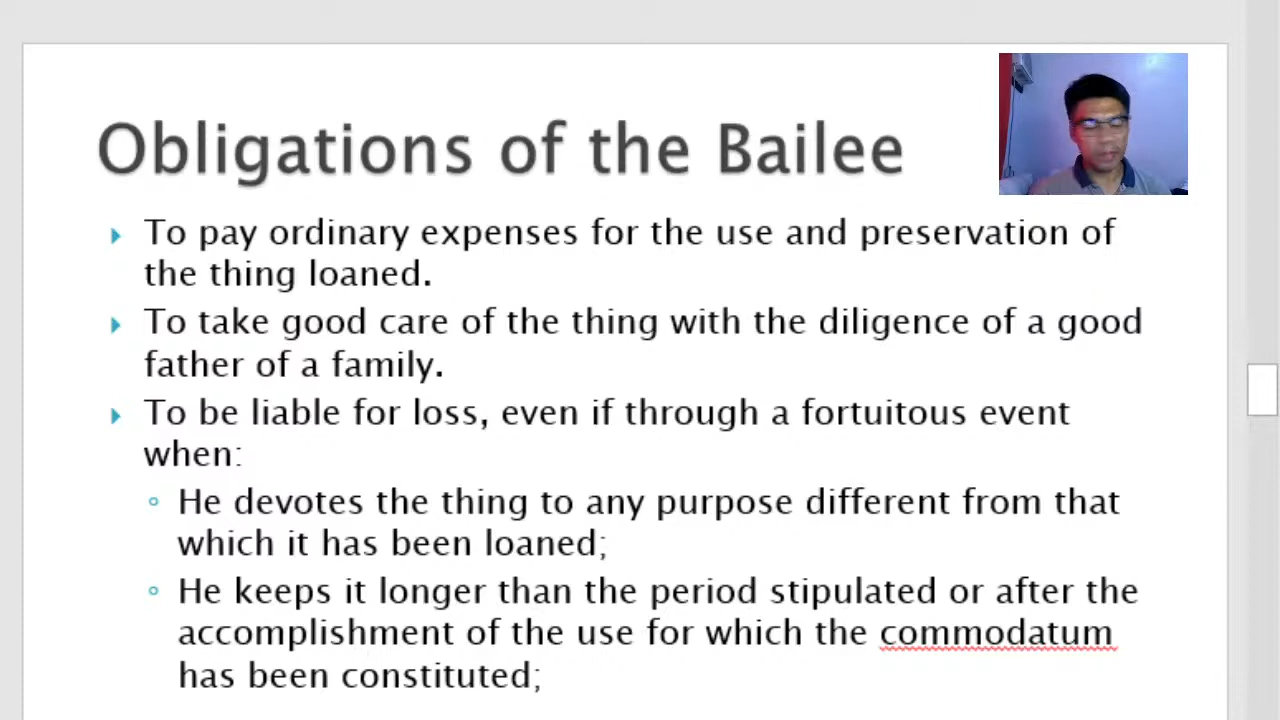 Obligations of the Bailee
To pay ordinary expenses for the use and preservation of
the thing loaned.
To take good care of the thing with the diligence of a good
father of a family.
To be liable for loss, even if through a fortuitous event
when:
He devotes the thing to any purpose different from that
which it has been loaned;
He keeps it longer than the period stipulated or after the
accomplishment of the use for which the commodatum
has been constituted;